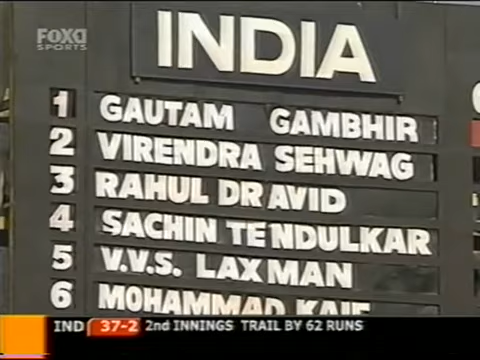 FOXA
SPORTS
INDIA
1 GAUTAM GAMBHIR
2 VIRENDRA SEHWAG
3 RAHUL DRAVID
4 SACHIN TENDULKAR
5 V.V.S. LAXMAN
6 MOHAMMAD KAIF
IND 37-2 2nd INNINGS TRAIL BY 62 RUNS